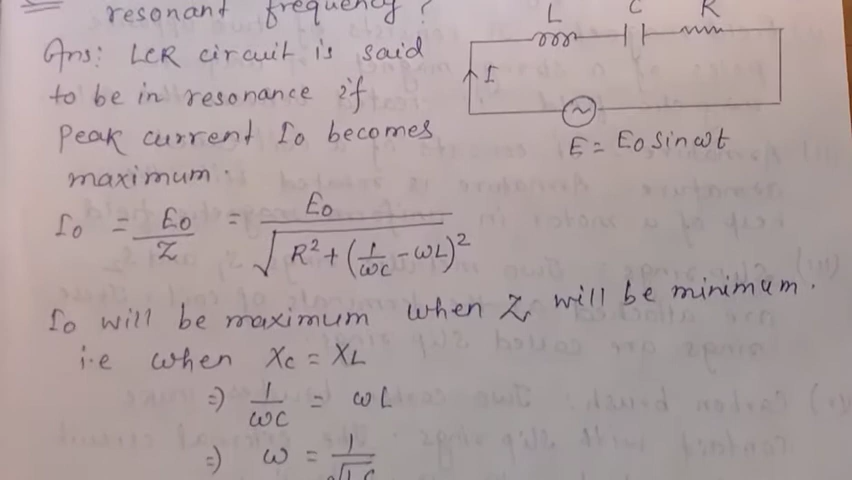 resonant frequency?
Ans: LCR circuit is said
to be in resonance if
peak current I₀ becomes
maximum.
L C R
I
E = E₀ sin ωt
I₀ = E₀/Z = E₀/√(R² + (1/ωC - ωL)²)
I₀ will be maximum when Z will be minimum.
i.e when Xc = XL
⇒ 1/ωC = ωL
⇒ ω = 1/√LC